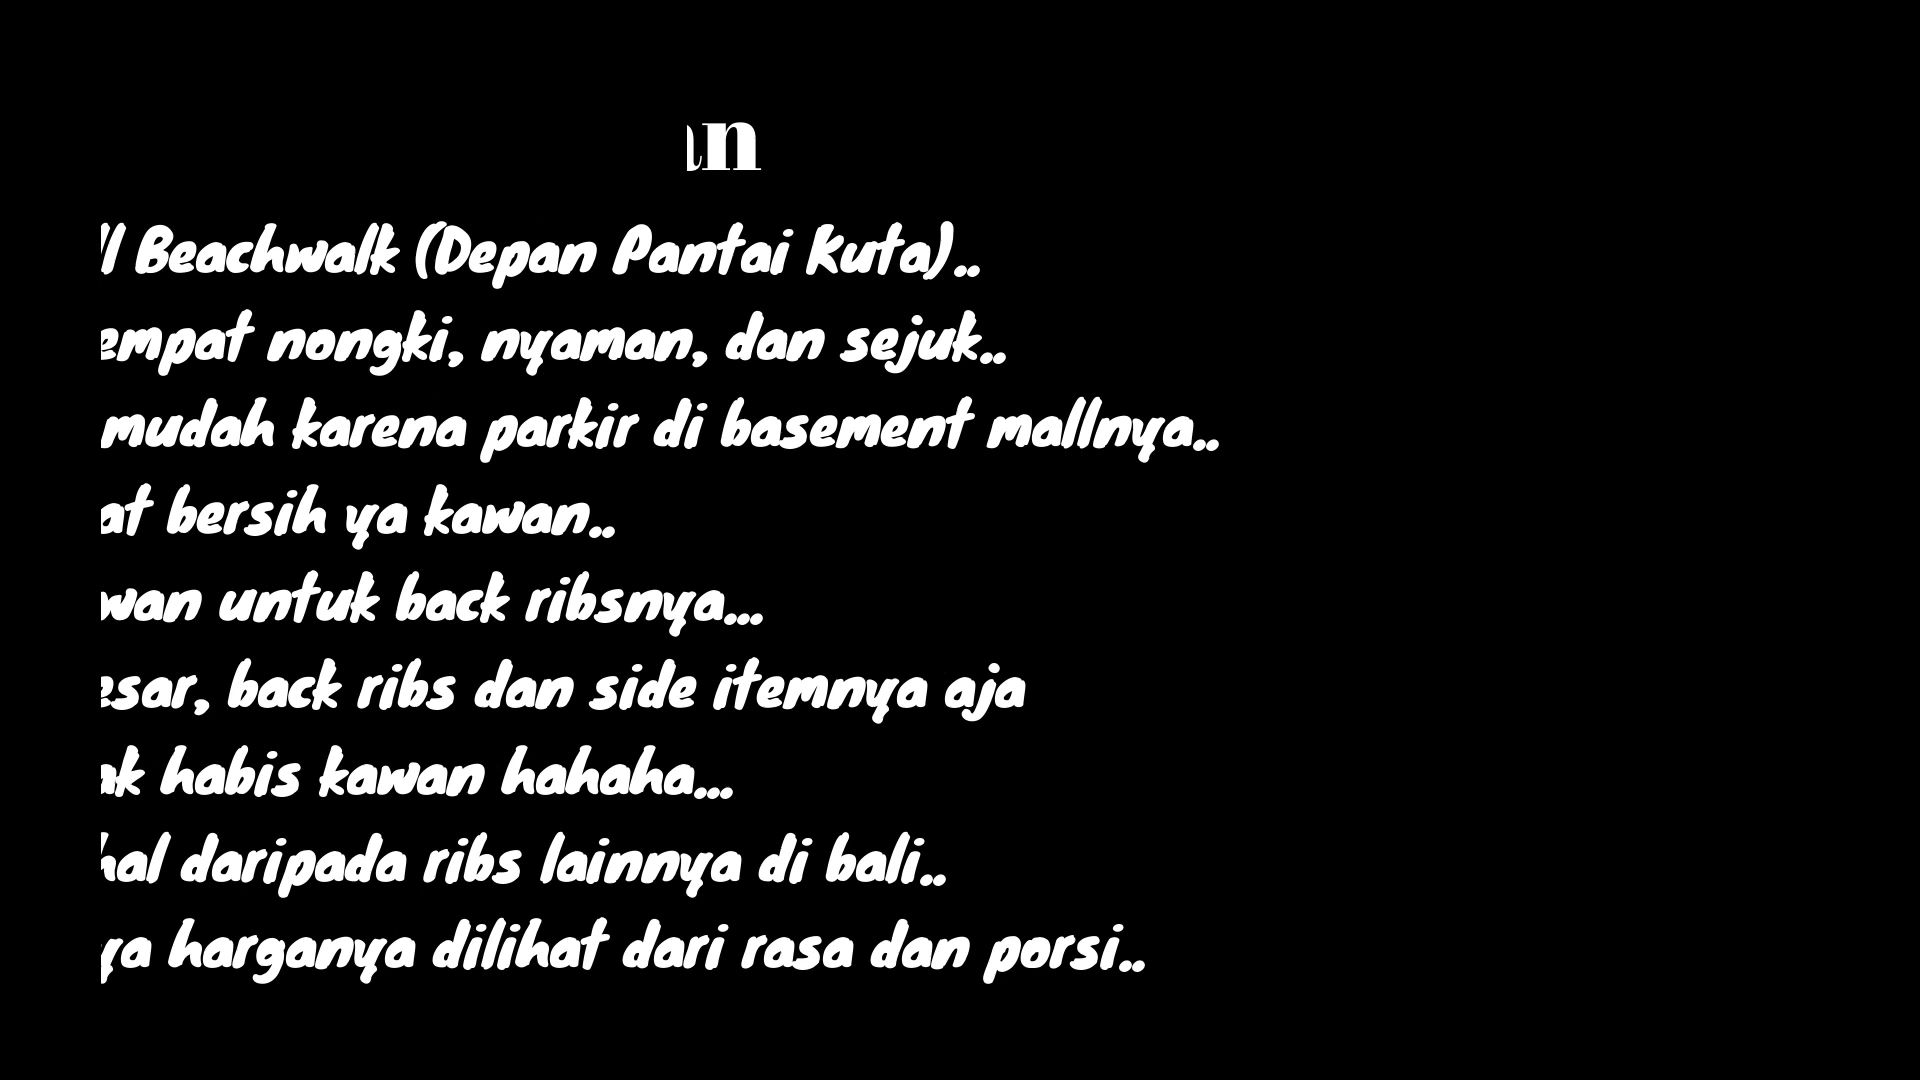 an
ll Beachwalk (Depan Pantai Kuta)..
empat nongki, nyaman, dan sejuk..
mudah karena parkir di basement mallnya..
at bersih ya kawan..
wan untuk back ribsnya...
esar, back ribs dan side itemnya aja
ak habis kawan hahaha...
hal daripada ribs lainnya di bali..
ya harganya dilihat dari rasa dan porsi..